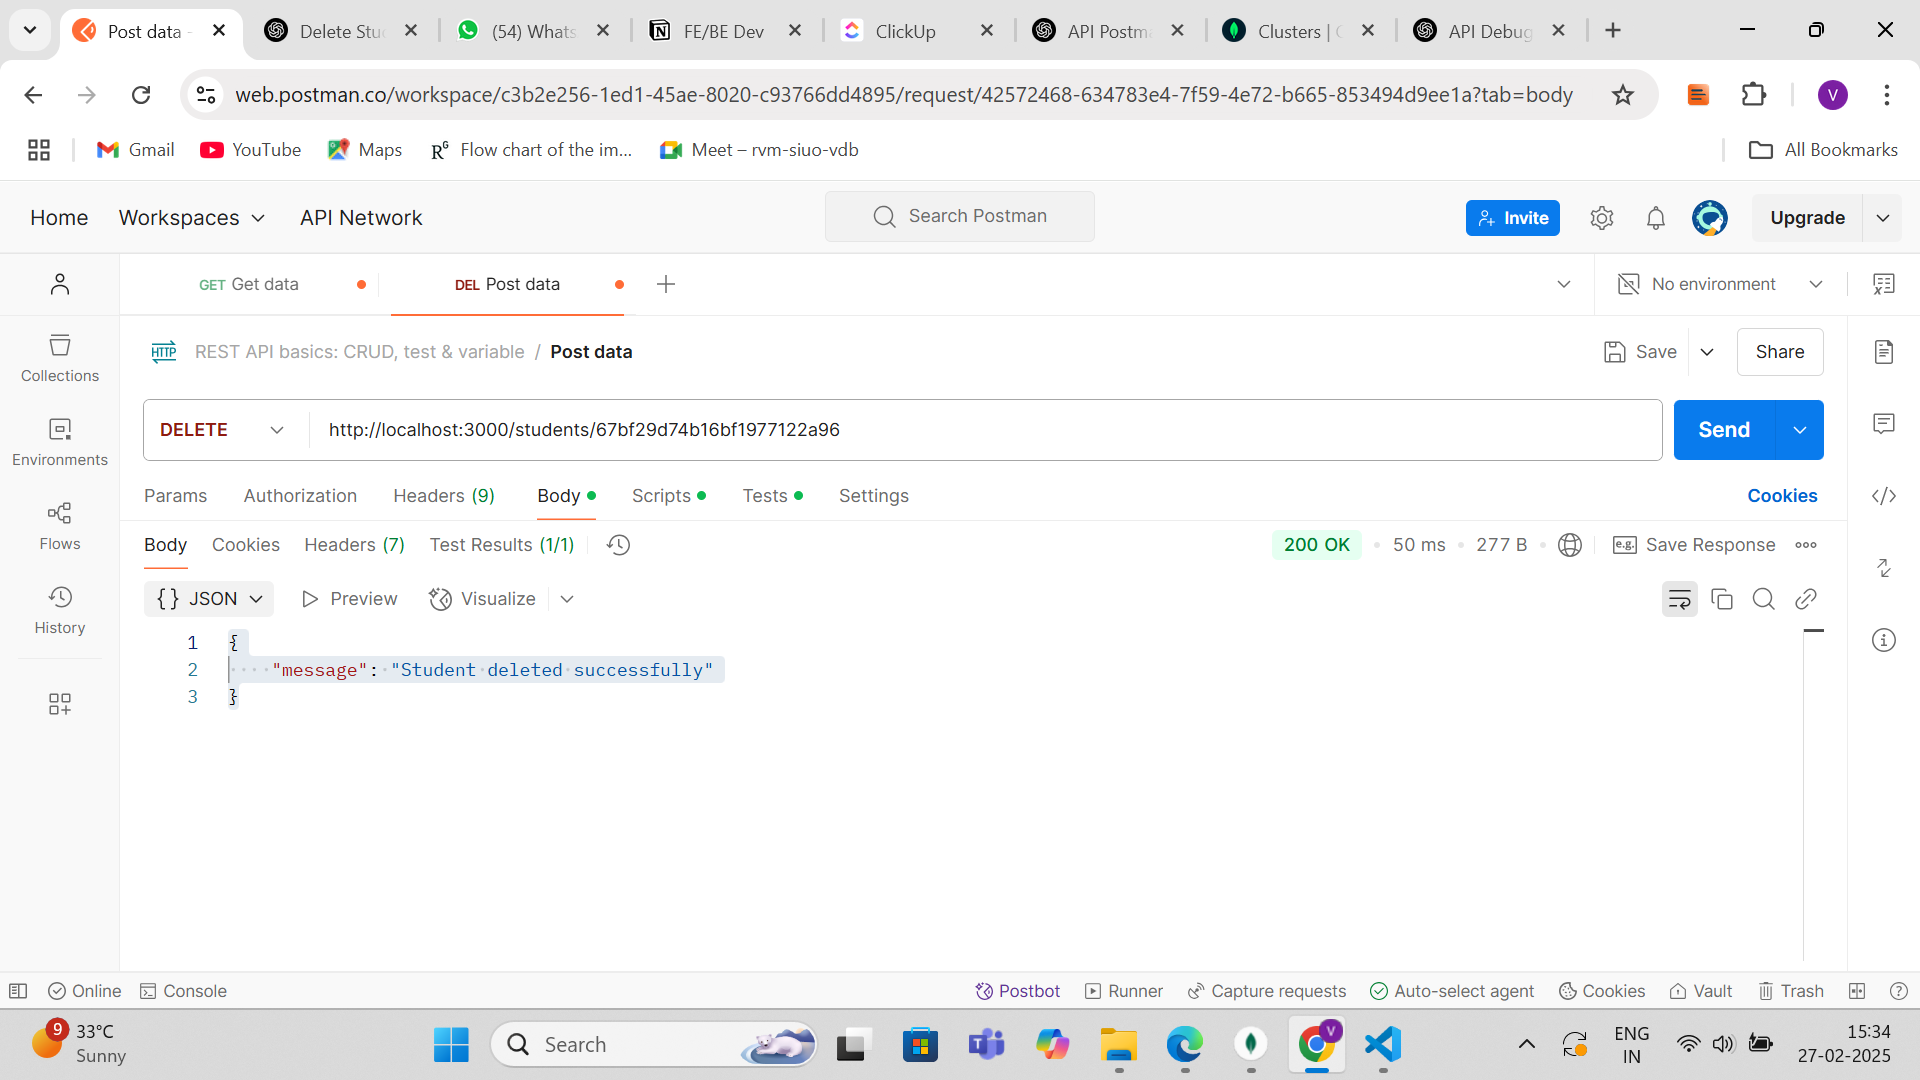 Post data -
Delete Stu
(54) Whats
FE/BE Dev
ClickUp
API Postm
Clusters | C
API Debug
web.postman.co/workspace/c3b2e256-1ed1-45ae-8020-c93766dd4895/request/42572468-634783e4-7f59-4e72-b665-853494d9ee1a?tab=body
V
Gmail
YouTube
Maps
R^G Flow chart of the im...
Meet – rvm-siuo-vdb
All Bookmarks
Home
Workspaces
API Network
Search Postman
Invite
Upgrade
GET Get data
DEL Post data
No environment
HTTP REST API basics: CRUD, test & variable / Post data
Save
Share
Collections
Environments
Flows
History
DELETE
http://localhost:3000/students/67bf29d74b16bf1977122a96
Send
Params
Authorization
Headers (9)
Body
Scripts
Tests
Settings
Cookies
Body
Cookies
Headers (7)
Test Results (1/1)
200 OK
50 ms
277 B
e.g. Save Response
{} JSON
Preview
Visualize
1 {
2 "message": "Student deleted successfully"
3 }
Online
Console
Postbot
Runner
Capture requests
Auto-select agent
Cookies
Vault
Trash
9
33°C
Sunny
Search
V
ENG
IN
15:34
27-02-2025